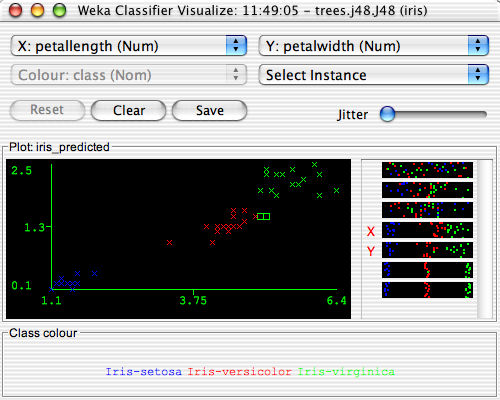 Weka Classifier Visualize: 11:49:05 - trees.j48.J48 (iris)
X: petallength (Num) Y: petalwidth (Num)
Colour: class (Nom) Select Instance
Reset Clear Save Jitter
Plot: iris_predicted
2.5
1.3
0.1
1.1 3.75 6.4
X
Y
Class colour
Iris-setosa Iris-versicolor Iris-virginica